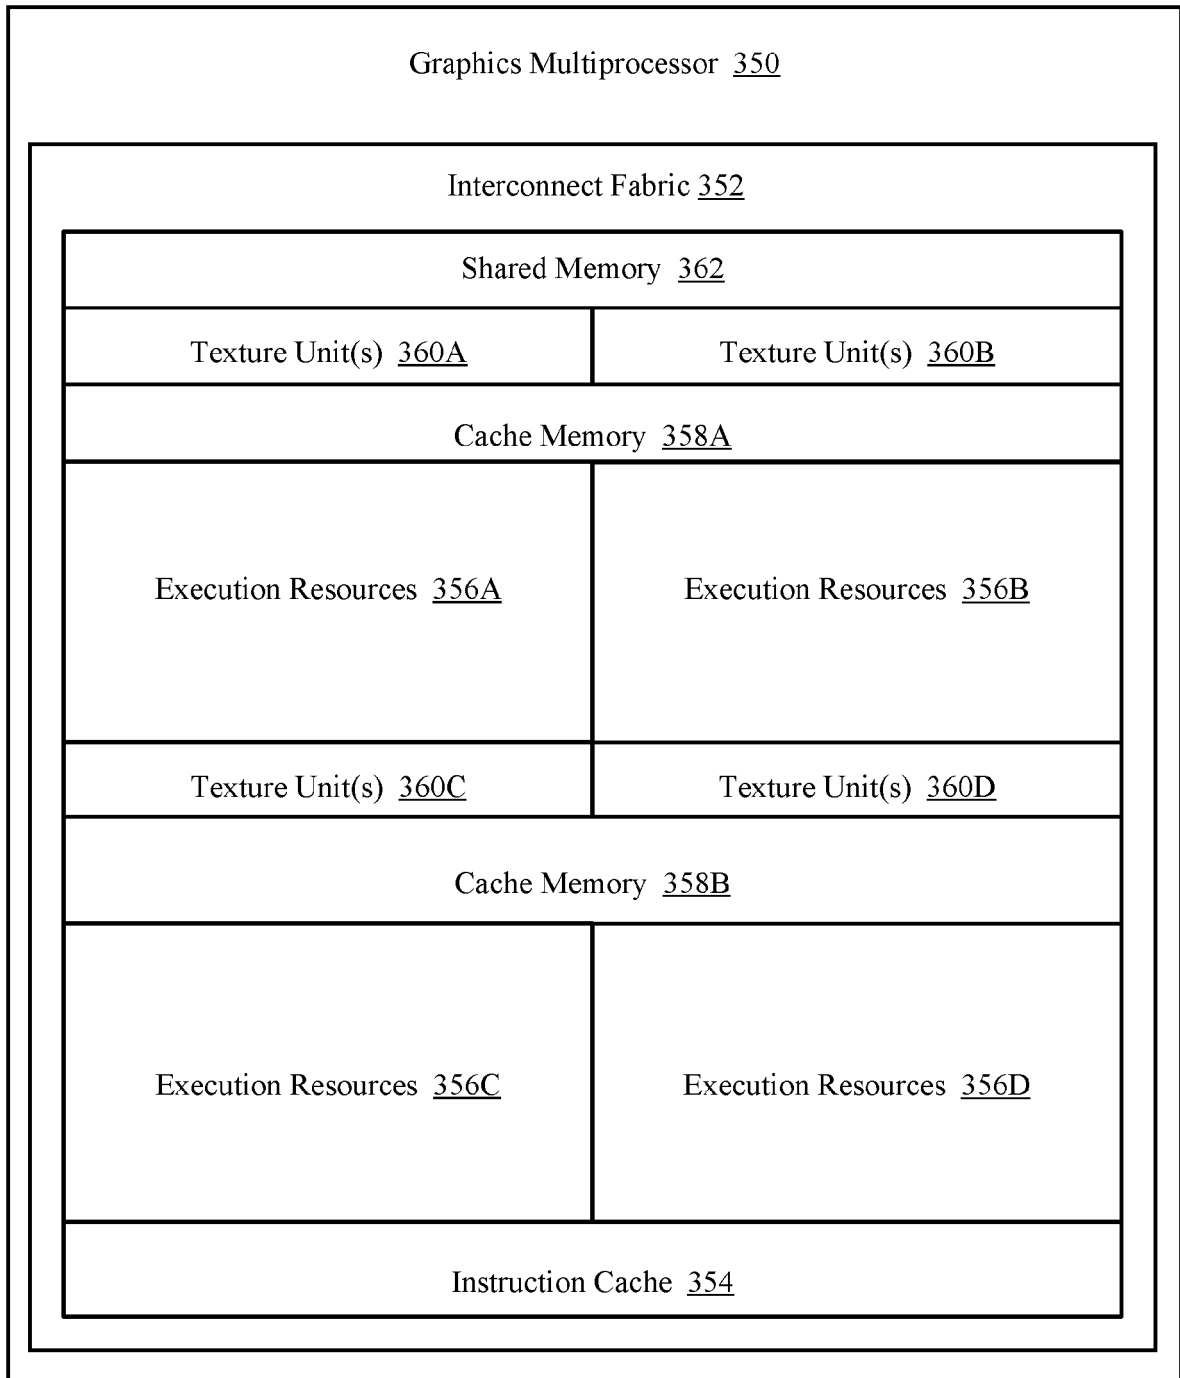 Graphics Multiprocessor 350
Interconnect Fabric 352
Shared Memory 362
Texture Unit(s) 360A
Texture Unit(s) 360B
Cache Memory 358A
Execution Resources 356A
Execution Resources 356B
Texture Unit(s) 360C
Texture Unit(s) 360D
Cache Memory 358B
Execution Resources 356C
Execution Resources 356D
Instruction Cache 354